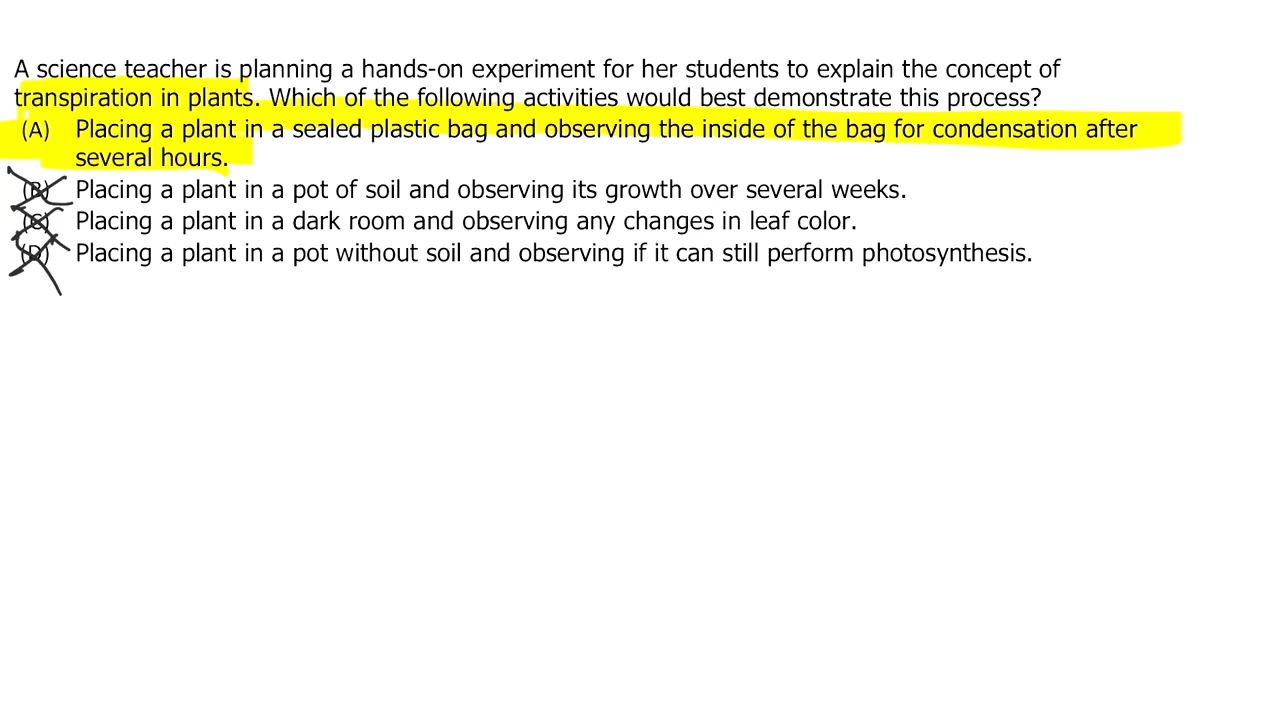 A science teacher is planning a hands-on experiment for her students to explain the concept of
transpiration in plants. Which of the following activities would best demonstrate this process?
(A) Placing a plant in a sealed plastic bag and observing the inside of the bag for condensation after
several hours.
(B) Placing a plant in a pot of soil and observing its growth over several weeks.
(C) Placing a plant in a dark room and observing any changes in leaf color.
(D) Placing a plant in a pot without soil and observing if it can still perform photosynthesis.